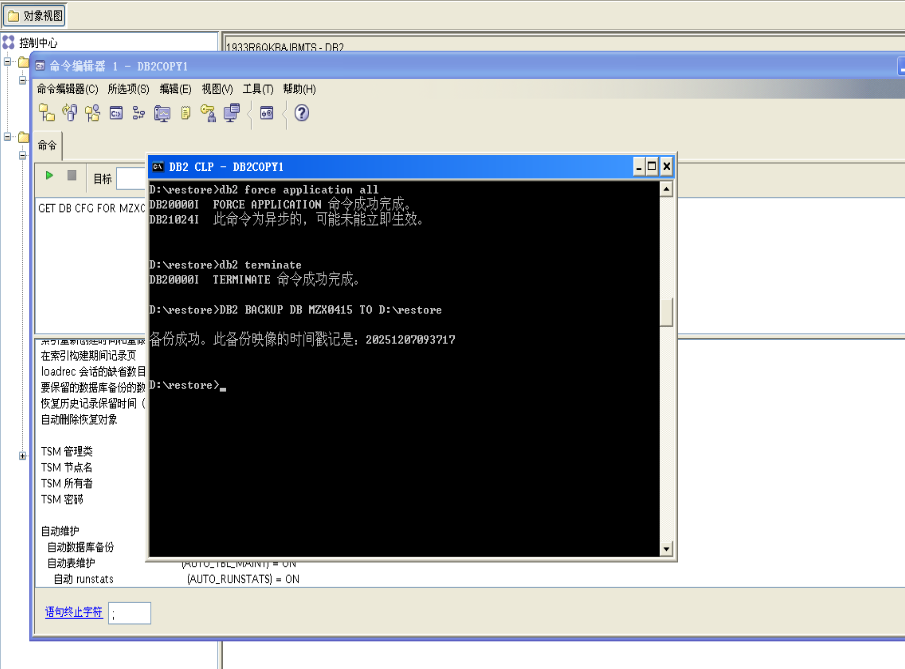 对象视图
控制中心
1933R6QKBAJBMTS - DB2
命令编辑器 1 - DB2COPY1
命令编辑器(C) 所选项(S) 编辑(E) 视图(V) 工具(T) 帮助(H)
命令
目标
GET DB CFG FOR MZX0
DB2 CLP - DB2COPY1
D:\restore>db2 force application all
DB20000I FORCE APPLICATION 命令成功完成。
DB21024I 此命令为异步的，可能未能立即生效。
D:\restore>db2 terminate
DB20000I TERMINATE 命令成功完成。
D:\restore>DB2 BACKUP DB MZX0415 TO D:\restore
备份成功。此备份映像的时间戳记是：20251207093717
D:\restore>_
在索引构建期间记录页
loadrec 会话的缺省数目
要保留的数据库备份的数
恢复历史记录保留时间（
自动删除恢复对象
TSM 管理类
TSM 节点名
TSM 所有者
TSM 密码
自动维护
自动数据库备份
自动表维护 (AUTO_TBL_MAINT) = ON
自动 runstats (AUTO_RUNSTATS) = ON
语句终止字符 ;